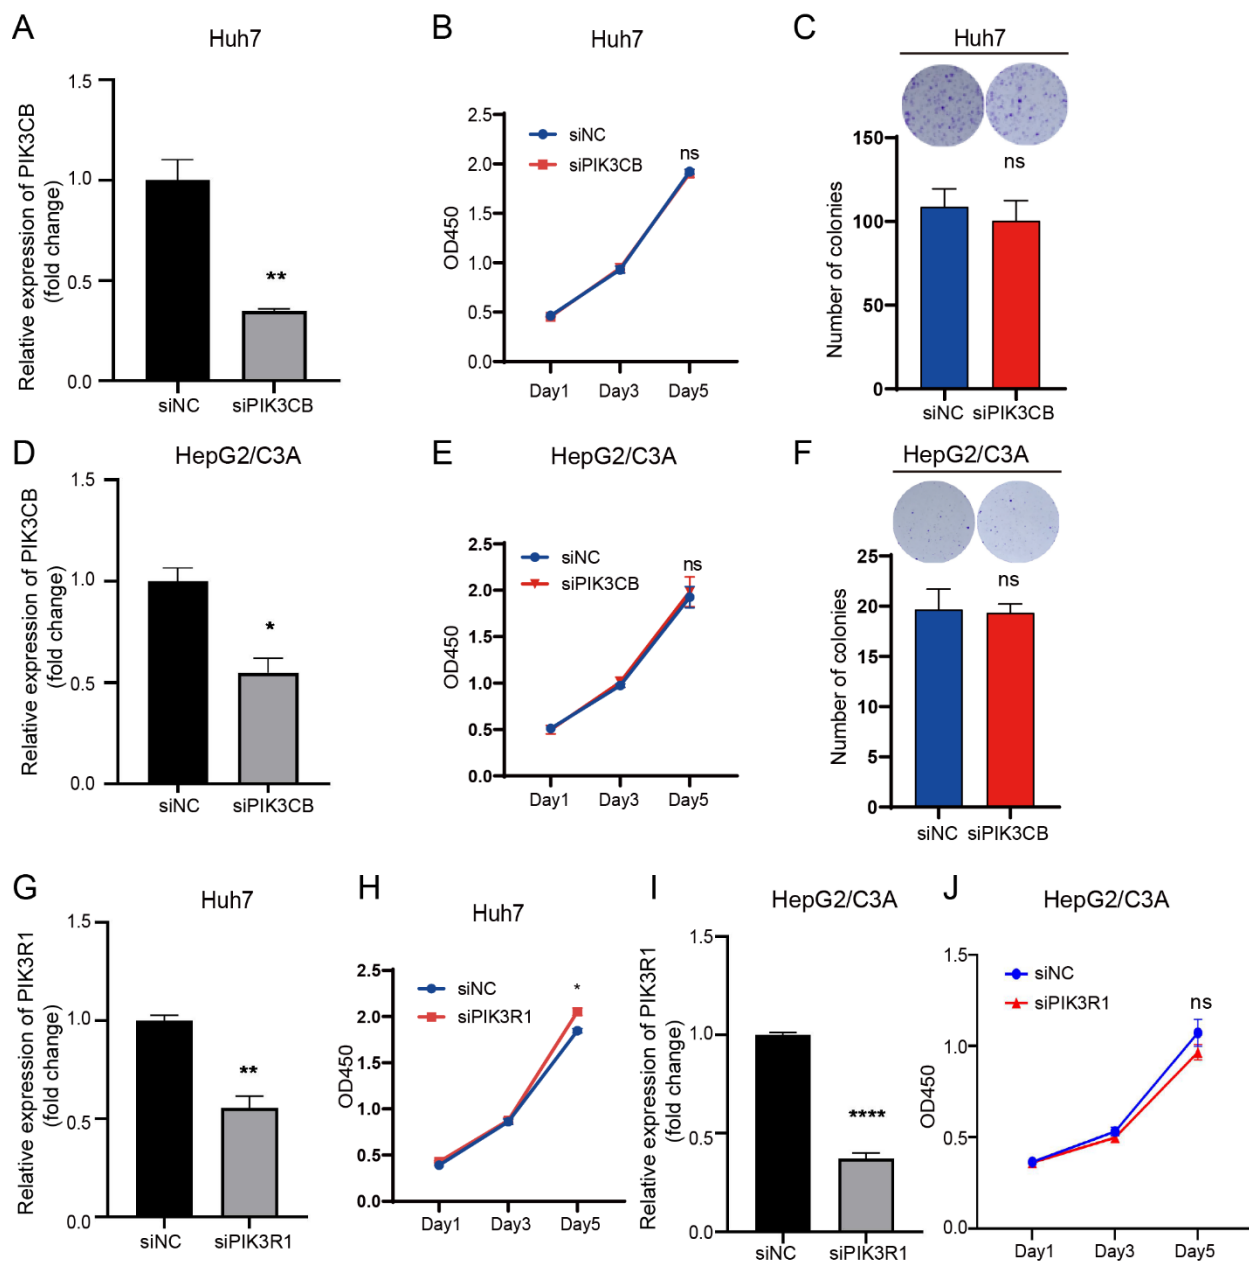 A
Huh7
Relative expression of PIK3CB
(fold change)
1.5
1.0
0.5
0.0
**
siNC
siPIK3CB
B
Huh7
OD450
2.5
2.0
1.5
1.0
0.5
0.0
siNC
siPIK3CB
ns
Day1
Day3
Day5
C
Huh7
Number of colonies
150
100
50
0
ns
siNC
siPIK3CB
D
HepG2/C3A
Relative expression of PIK3CB
(fold change)
1.5
1.0
0.5
0.0
*
siNC
siPIK3CB
E
HepG2/C3A
OD450
2.5
2.0
1.5
1.0
0.5
0.0
siNC
siPIK3CB
ns
Day1
Day3
Day5
F
HepG2/C3A
Number of colonies
25
20
15
10
5
0
ns
siNC
siPIK3CB
G
Huh7
Relative expression of PIK3R1
(fold change)
1.5
1.0
0.5
0.0
**
siNC
siPIK3R1
H
Huh7
OD450
2.5
2.0
1.5
1.0
0.5
0.0
siNC
siPIK3R1
*
Day1
Day3
Day5
I
HepG2/C3A
Relative expression of PIK3R1
(fold change)
1.5
1.0
0.5
0.0
****
siNC
siPIK3R1
J
HepG2/C3A
OD450
1.5
1.0
0.5
0.0
siNC
siPIK3R1
ns
Day1
Day3
Day5